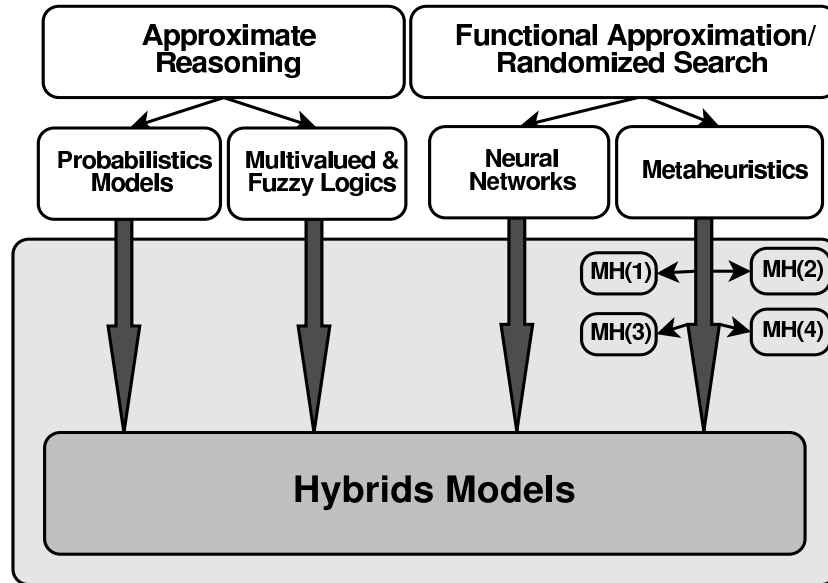 Approximate
Reasoning
Functional Approximation/
Randomized Search
Probabilistics
Models
Multivalued &
Fuzzy Logics
Neural
Networks
Metaheuristics
MH(1)
MH(2)
MH(3)
MH(4)
Hybrids Models